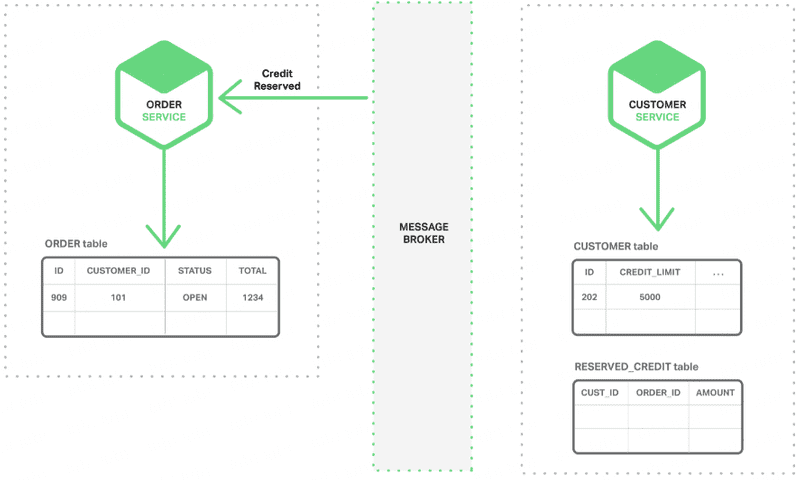 Credit
Reserved
ORDER
SERVICE
CUSTOMER
SERVICE
MESSAGE
BROKER
ORDER table
ID CUSTOMER_ID STATUS TOTAL
909 101 OPEN 1234
CUSTOMER table
ID CREDIT_LIMIT ...
202 5000
RESERVED_CREDIT table
CUST_ID ORDER_ID AMOUNT